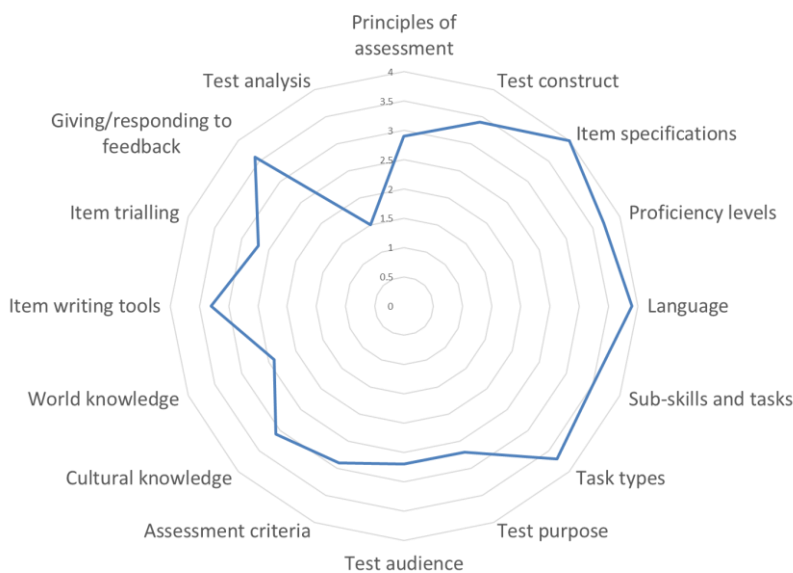 Principles of
assessment
Test construct
Item specifications
Proficiency levels
Language
Sub-skills and tasks
Task types
Test purpose
Test audience
Assessment criteria
Cultural knowledge
World knowledge
Item writing tools
Item trialling
Giving/responding to
feedback
Test analysis
4
3.5
3
2.5
2
1.5
1
0.5
0